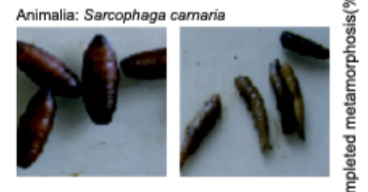 Animalia: Sarcophaga carnaria
mpleted metamorphosis(%